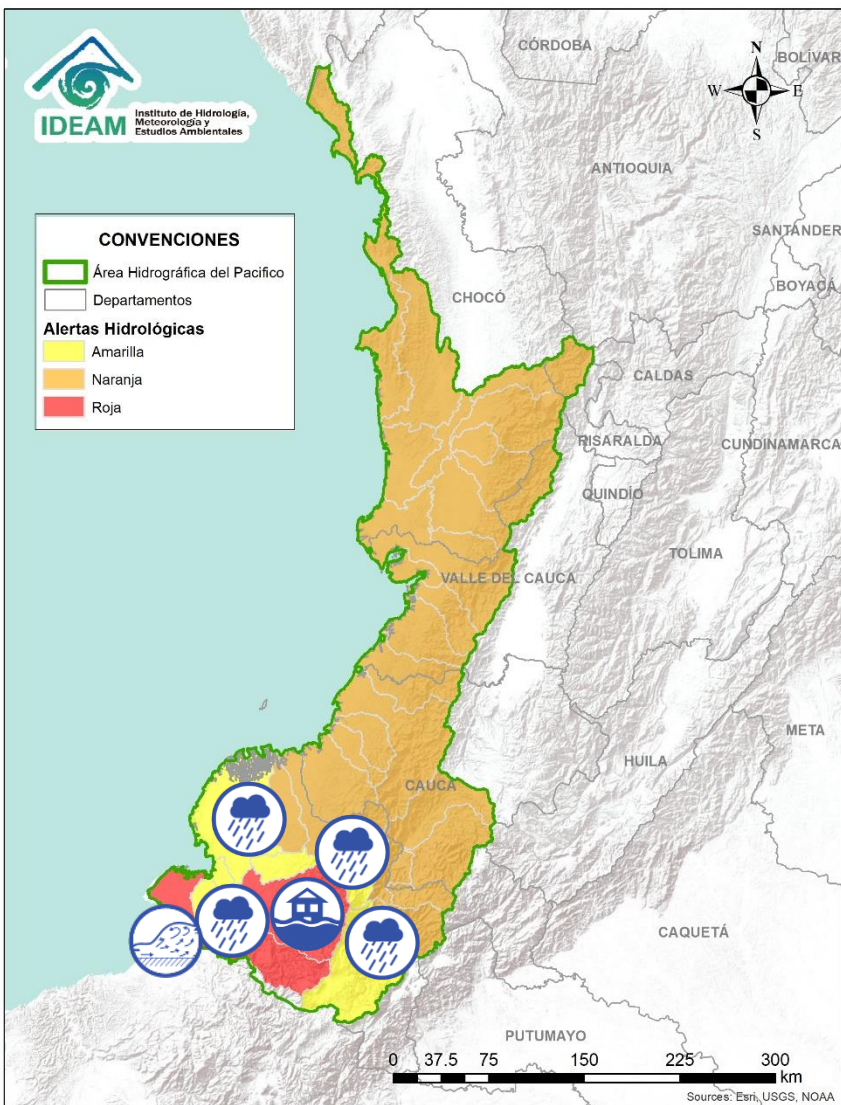 IDEAM
Instituto de Hidrología,
Meteorología y
Estudios Ambientales
N
W
E
S
CÓRDOBA
BOLÍVAR
ANTIOQUIA
SANTANDER
BOYACÁ
CHOCÓ
CALDAS
RISARALDA
CUNDINAMARCA
QUINDÍO
TOLIMA
VALLE DEL CAUCA
META
HUILA
CAUCA
CAQUETÁ
PUTUMAYO
CONVENCIONES
Área Hidrográfica del Pacifico
Departamentos
Alertas Hidrológicas
Amarilla
Naranja
Roja
0 37.5 75 150 225 300
km
Sources: Esri, USGS, NOAA